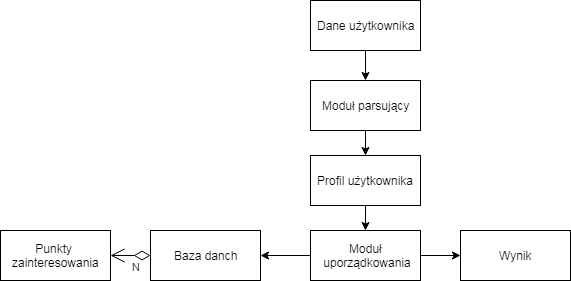 Dane użytkownika
Moduł parsujący
Profil użytkownika
Punkty
zainteresowania
N
Baza danch
Moduł
uporządkowania
Wynik